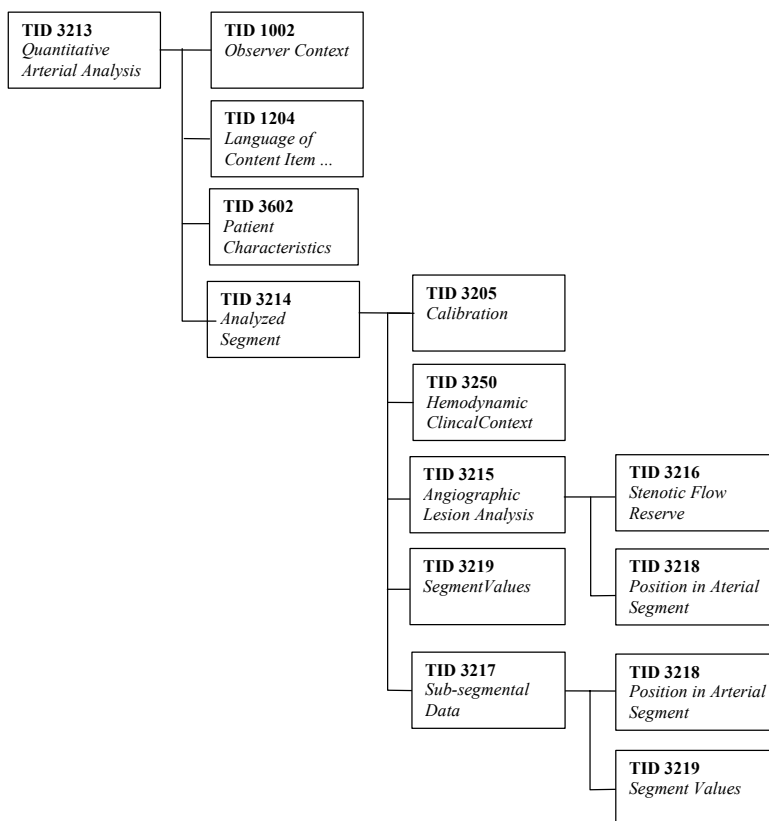 TID 3213
Quantitative
Arterial Analysis
TID 1002
Observer Context
TID 1204
Language of
Content Item ...
TID 3602
Patient
Characteristics
TID 3214
Analyzed
Segment
TID 3205
Calibration
TID 3250
Hemodynamic
ClincalContext
TID 3215
Angiographic
Lesion Analysis
TID 3216
Stenotic Flow
Reserve
TID 3218
Position in Aterial
Segment
TID 3219
SegmentValues
TID 3217
Sub-segmental
Data
TID 3218
Position in Arterial
Segment
TID 3219
Segment Values